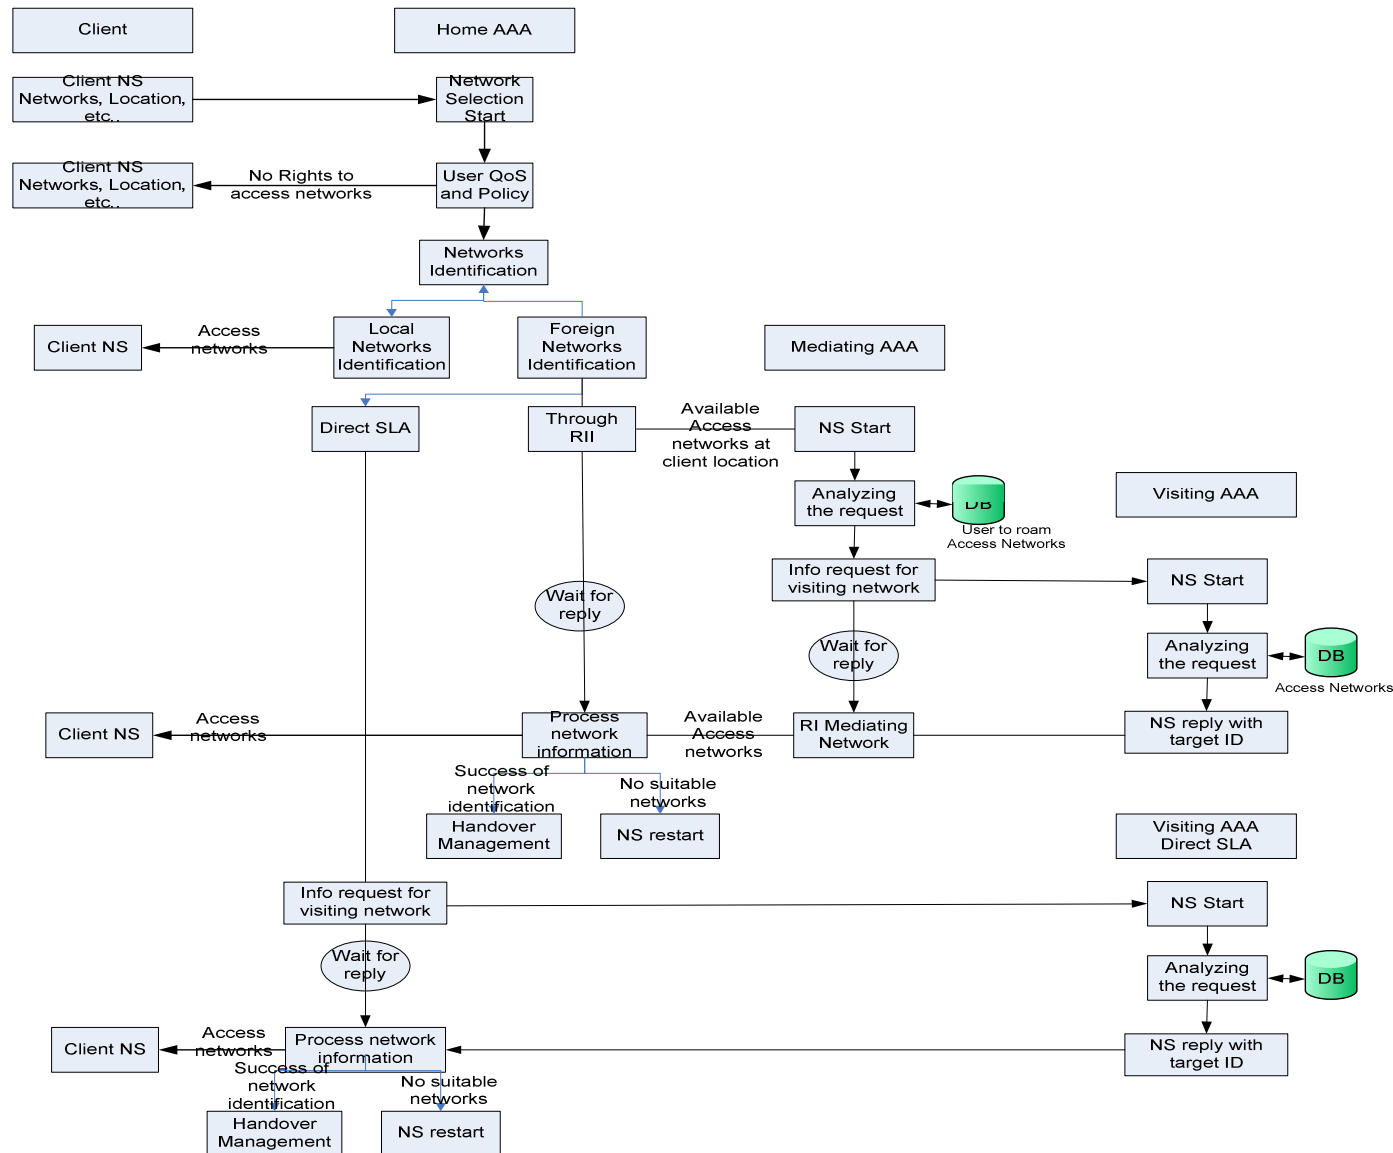 Client
Home AAA
Client NS
Networks, Location,
etc..
Network
Selection
Start
Client NS
Networks, Location,
etc..
No Rights to
access networks
User QoS
and Policy
Networks
Identification
Client NS
Access
networks
Local
Networks
Identification
Foreign
Networks
Identification
Mediating AAA
Direct SLA
Through
RII
Available
Access
networks at
client location
NS Start
Analyzing
the request
DB
User to roam
Access Networks
Visiting AAA
Info request for
visiting network
NS Start
Wait for
reply
Wait for
reply
Analyzing
the request
DB
Access Networks
Client NS
Access
networks
Process
network
information
Available
Access
networks
RI Mediating
Network
NS reply with
target ID
Success of
network
identification
No suitable
networks
Handover
Management
NS restart
Visiting AAA
Direct SLA
Info request for
visiting network
NS Start
Wait for
reply
Analyzing
the request
DB
Client NS
Access
networks
Process network
information
NS reply with
target ID
Success of
network
identification
No suitable
networks
Handover
Management
NS restart